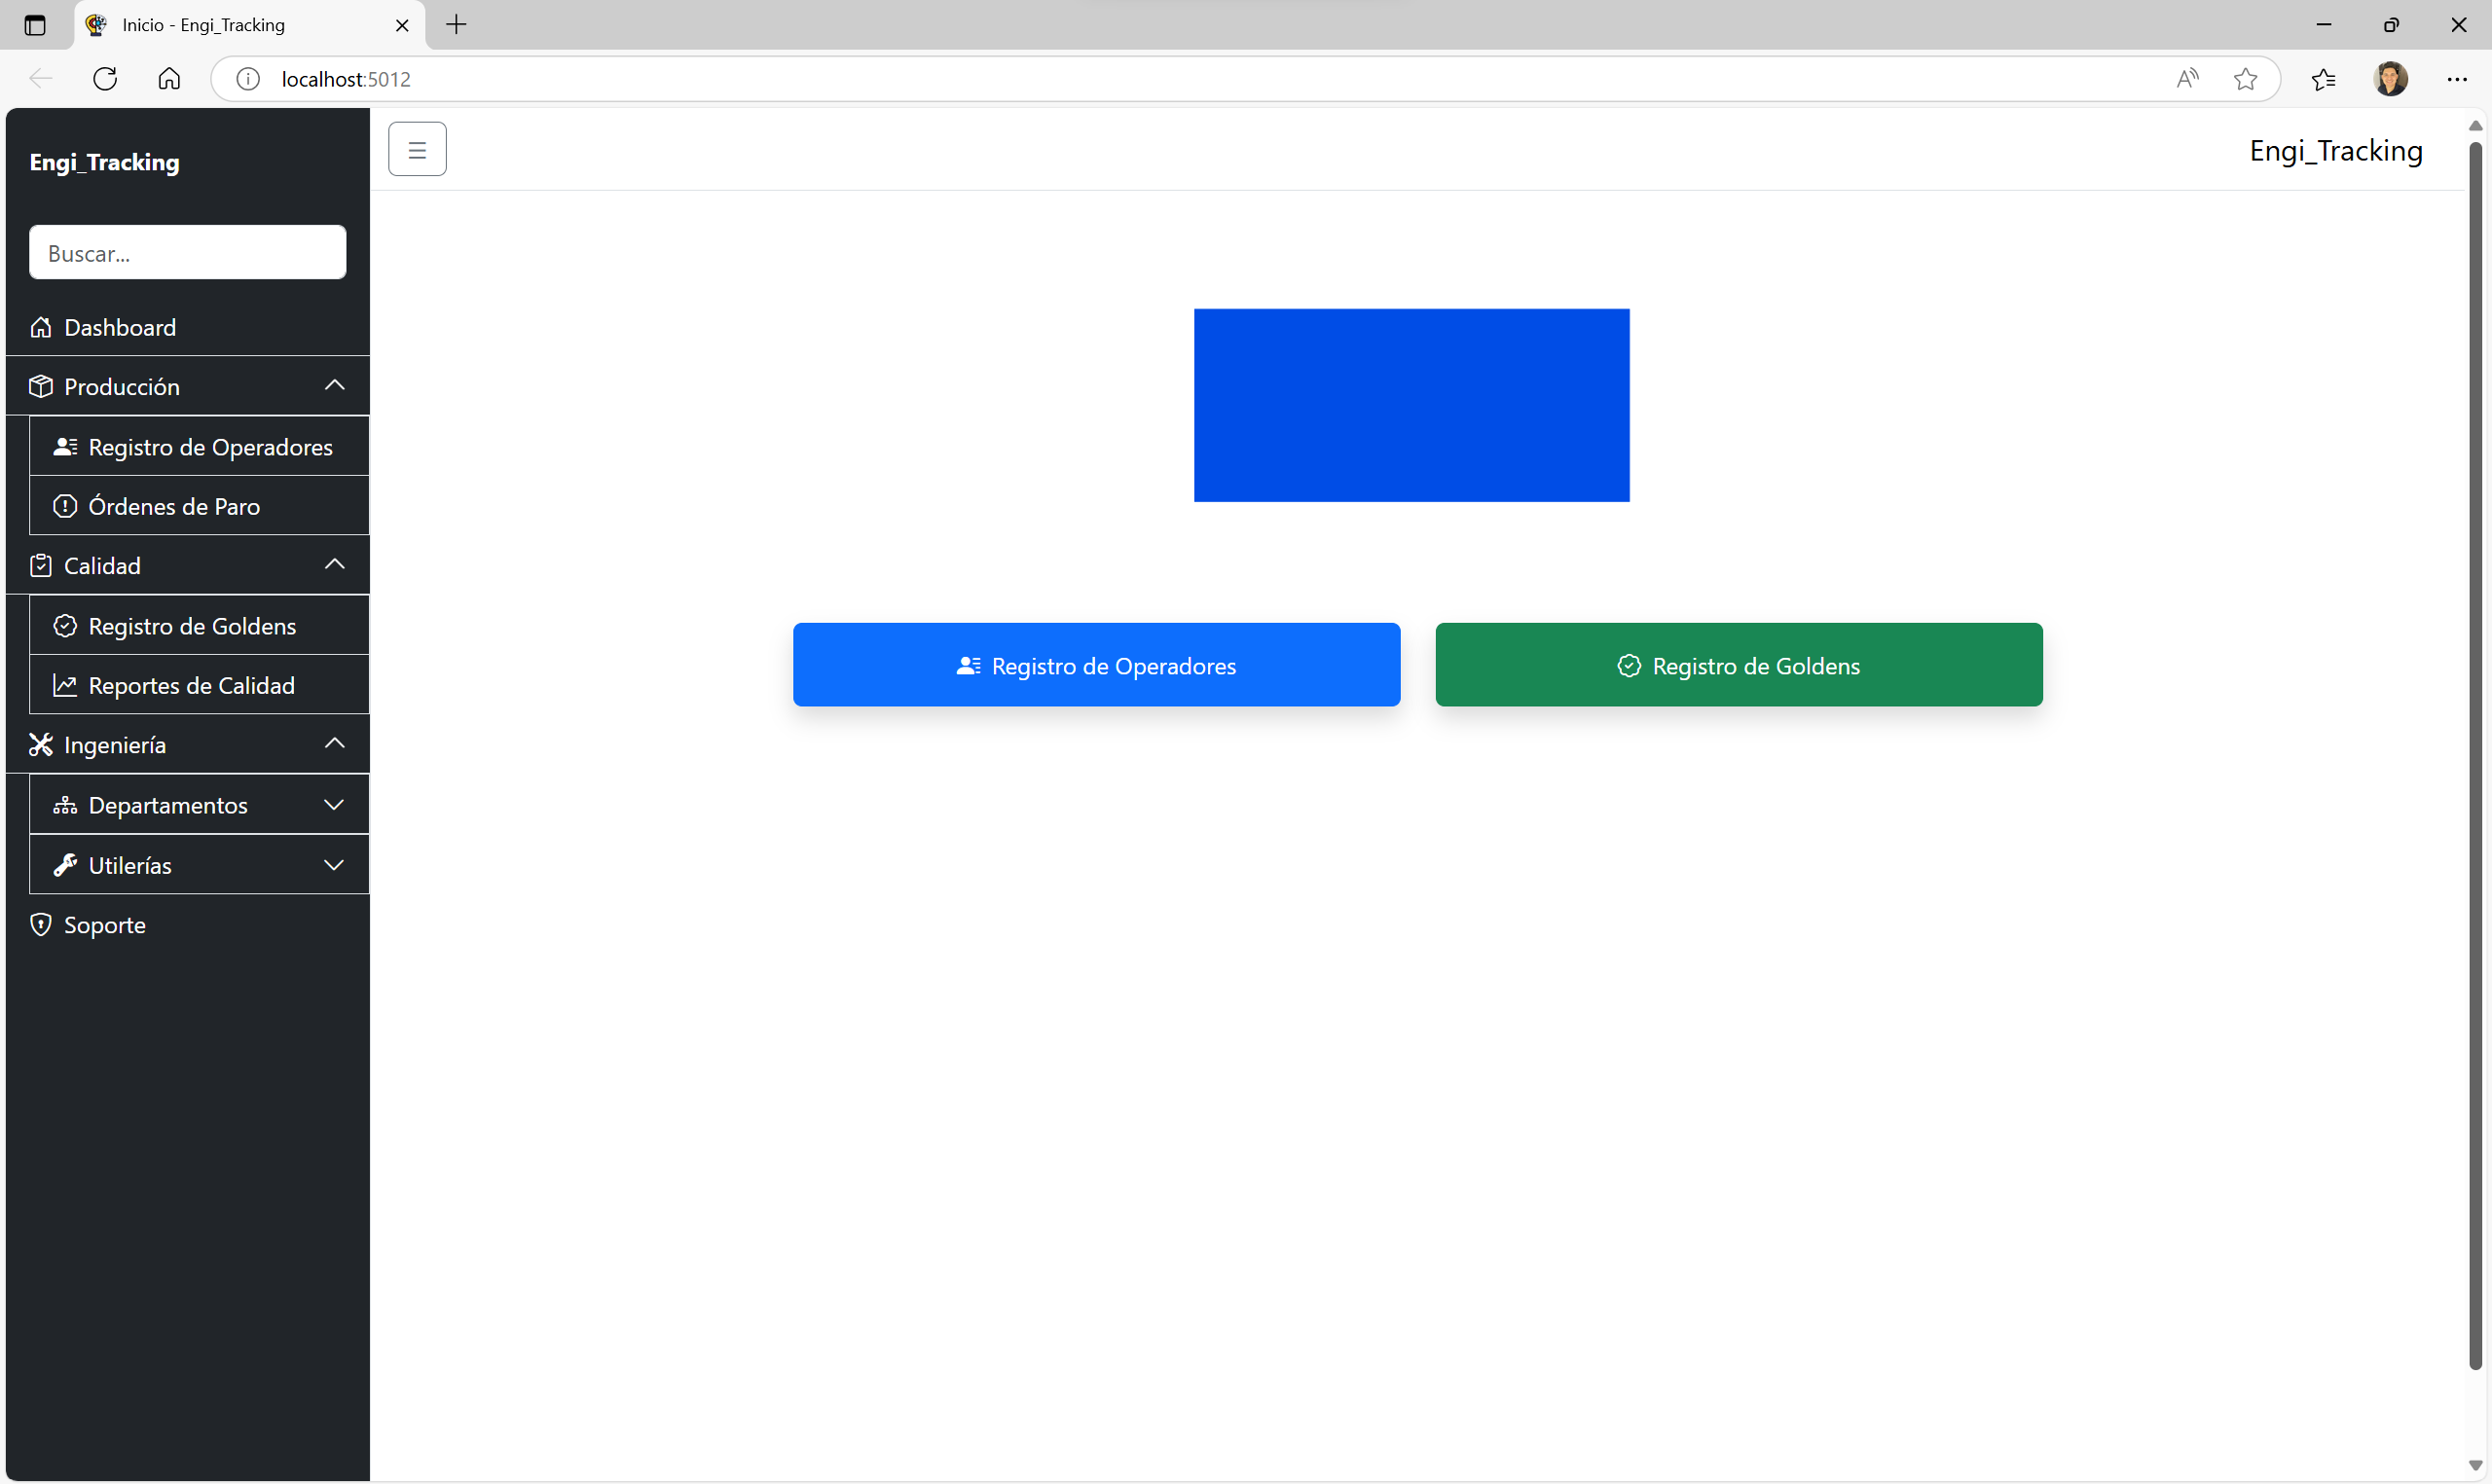 Inicio - Engi_Tracking
localhost:5012
Engi_Tracking
Engi_Tracking
Buscar...
Dashboard
Producción
Registro de Operadores
Órdenes de Paro
Calidad
Registro de Goldens
Reportes de Calidad
Ingeniería
Departamentos
Utilerías
Soporte
Registro de Operadores
Registro de Goldens